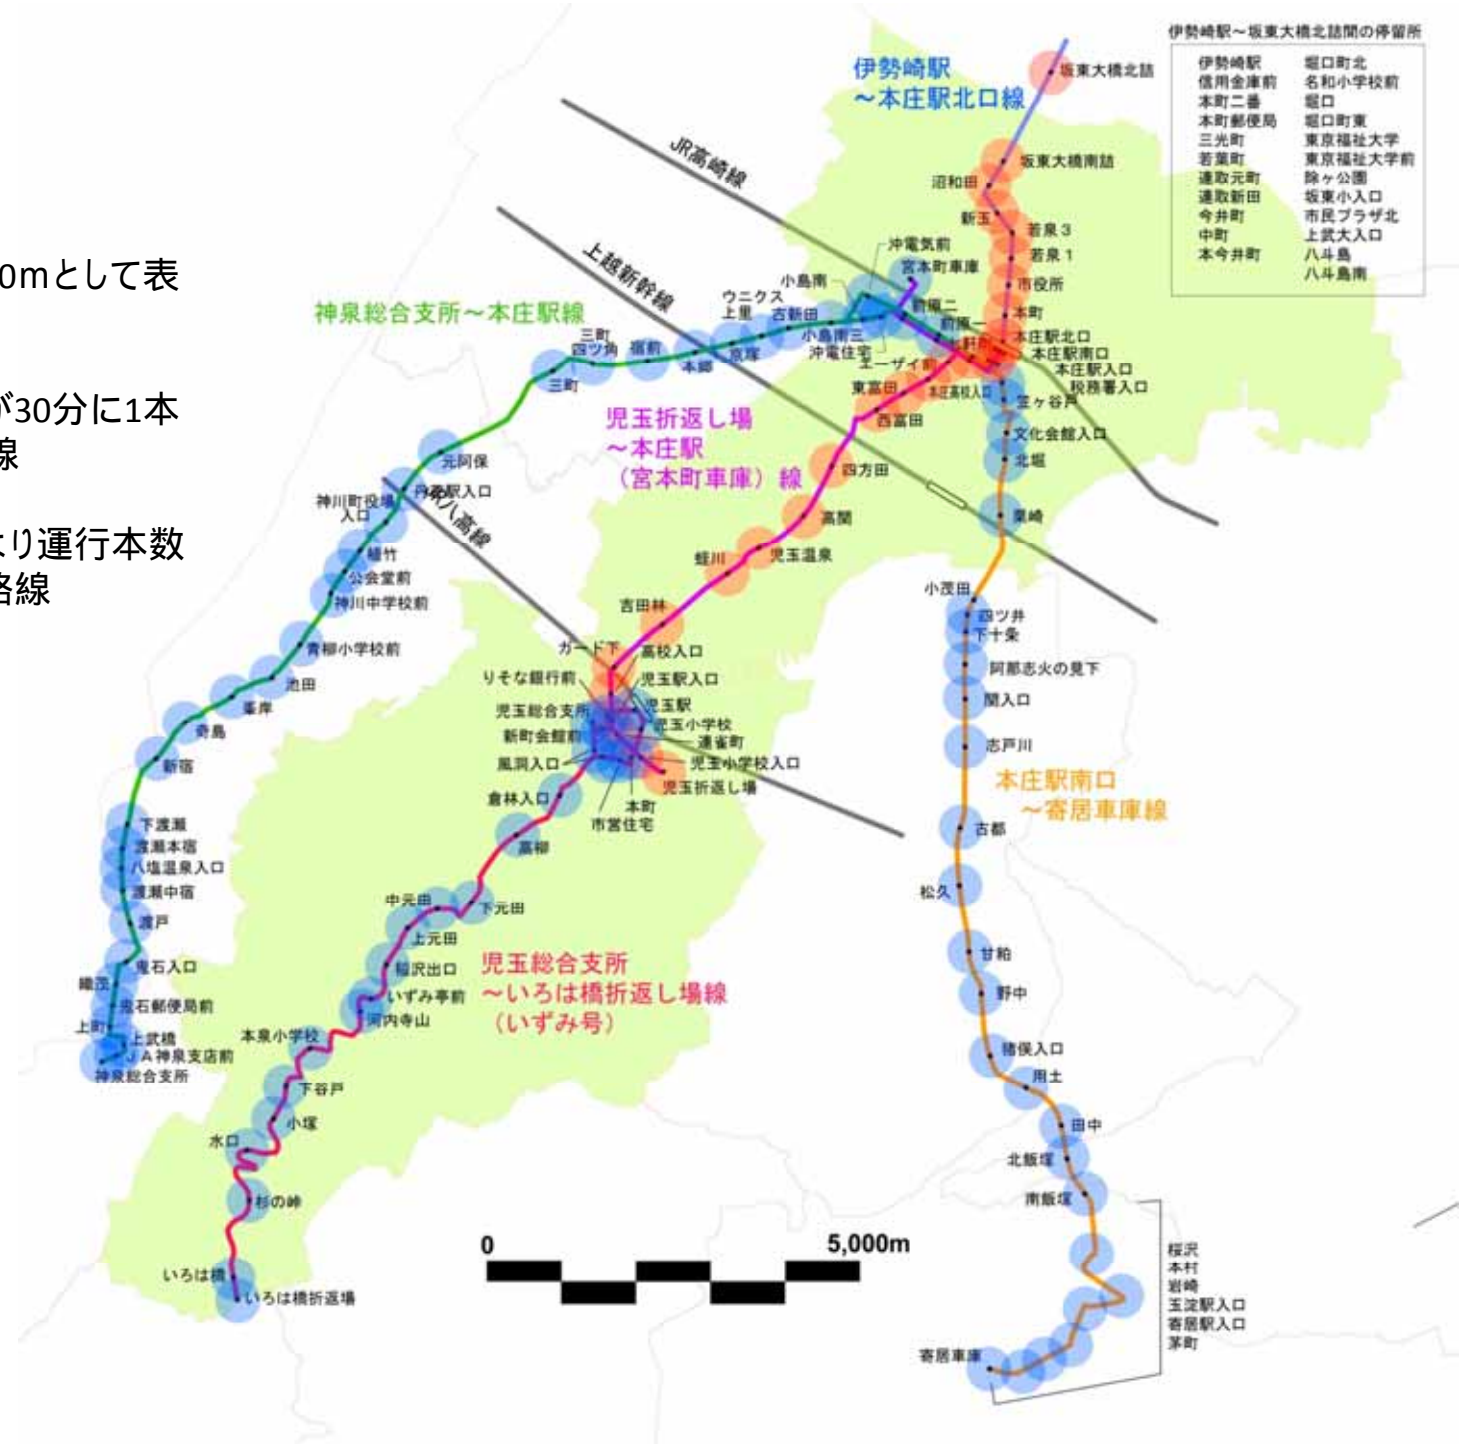 0mとして表
が30分に1本
線
より運行本数
路線
伊勢崎駅
～本庄駅北口線
坂東大橋北詰
伊勢崎駅～坂東大橋北詰間の停留所
伊勢崎駅 堀口町北
信用金庫前 名和小学校前
本町二番 堀口
本町郵便局 堀口町東
三光町 東京福祉大学
若葉町 東京福祉大学前
連取元町 除ヶ公園
連取新田 坂東小入口
今井町 市民プラザ北
中町 上武大入口
本今井町 八斗島
八斗島南
JR高崎線
上越新幹線
坂東大橋南詰
沼和田
新玉
若泉3
若泉1
市役所
本町
本庄駅北口
本庄駅南口
本庄駅入口
税務署入口
沖電気前
宮本町車庫
小島南
前原二
前原一
ウニクス
上里
古新田
小島南三
沖電住宅
エーザイ前
東富田
本庄高校入口
西富田
笠ヶ谷戸
文化会館入口
北堀
栗崎
神泉総合支所～本庄駅線
三町
四ツ角
宿前
本郷
京塚
三町
児玉折返し場
～本庄駅
（宮本町車庫）線
四方田
高関
児玉温泉
蛭川
吉田林
元阿保
丹荘駅入口
神川町役場
入口
JR八高線
植竹
公会堂前
神川中学校前
青柳小学校前
池田
峯岸
寄島
新宿
下渡瀬
渡瀬本宿
八塩温泉入口
渡瀬中宿
渡戸
鬼石入口
鬼石郵便局前
上町
上武橋
JA神泉支店前
神泉総合支所
ガード下
高校入口
りそな銀行前
児玉駅入口
児玉総合支所
児玉駅
児玉小学校
新町会館前
連雀町
風洞入口
児玉小学校入口
児玉折返し場
倉林入口
本町
市営住宅
高柳
中元田
下元田
上元田
稲沢出口
いずみ亭前
河内寺山
児玉総合支所
～いろは橋折返し場線
（いずみ号）
本泉小学校
下谷戸
小塚
水口
杉の峠
いろは橋
いろは橋折返場
小茂田
四ツ井
下十条
阿那志火の見下
関入口
志戸川
本庄駅南口
～寄居車庫線
古都
松久
甘粕
野中
猪俣入口
用土
田中
北飯塚
南飯塚
桜沢
本村
岩崎
玉淀駅入口
寄居駅入口
茅町
寄居車庫
0 5,000m